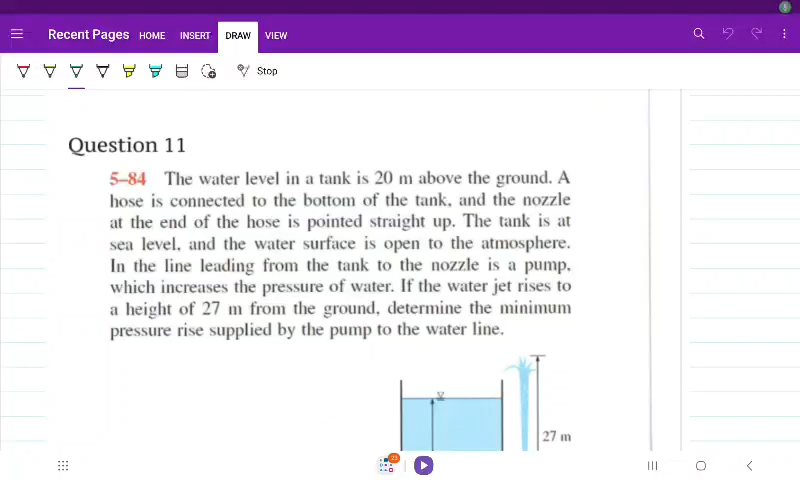 Recent Pages HOME INSERT DRAW VIEW
Stop
Question 11
5–84 The water level in a tank is 20 m above the ground. A
hose is connected to the bottom of the tank, and the nozzle
at the end of the hose is pointed straight up. The tank is at
sea level, and the water surface is open to the atmosphere.
In the line leading from the tank to the nozzle is a pump,
which increases the pressure of water. If the water jet rises to
a height of 27 m from the ground, determine the minimum
pressure rise supplied by the pump to the water line.
27 m
23